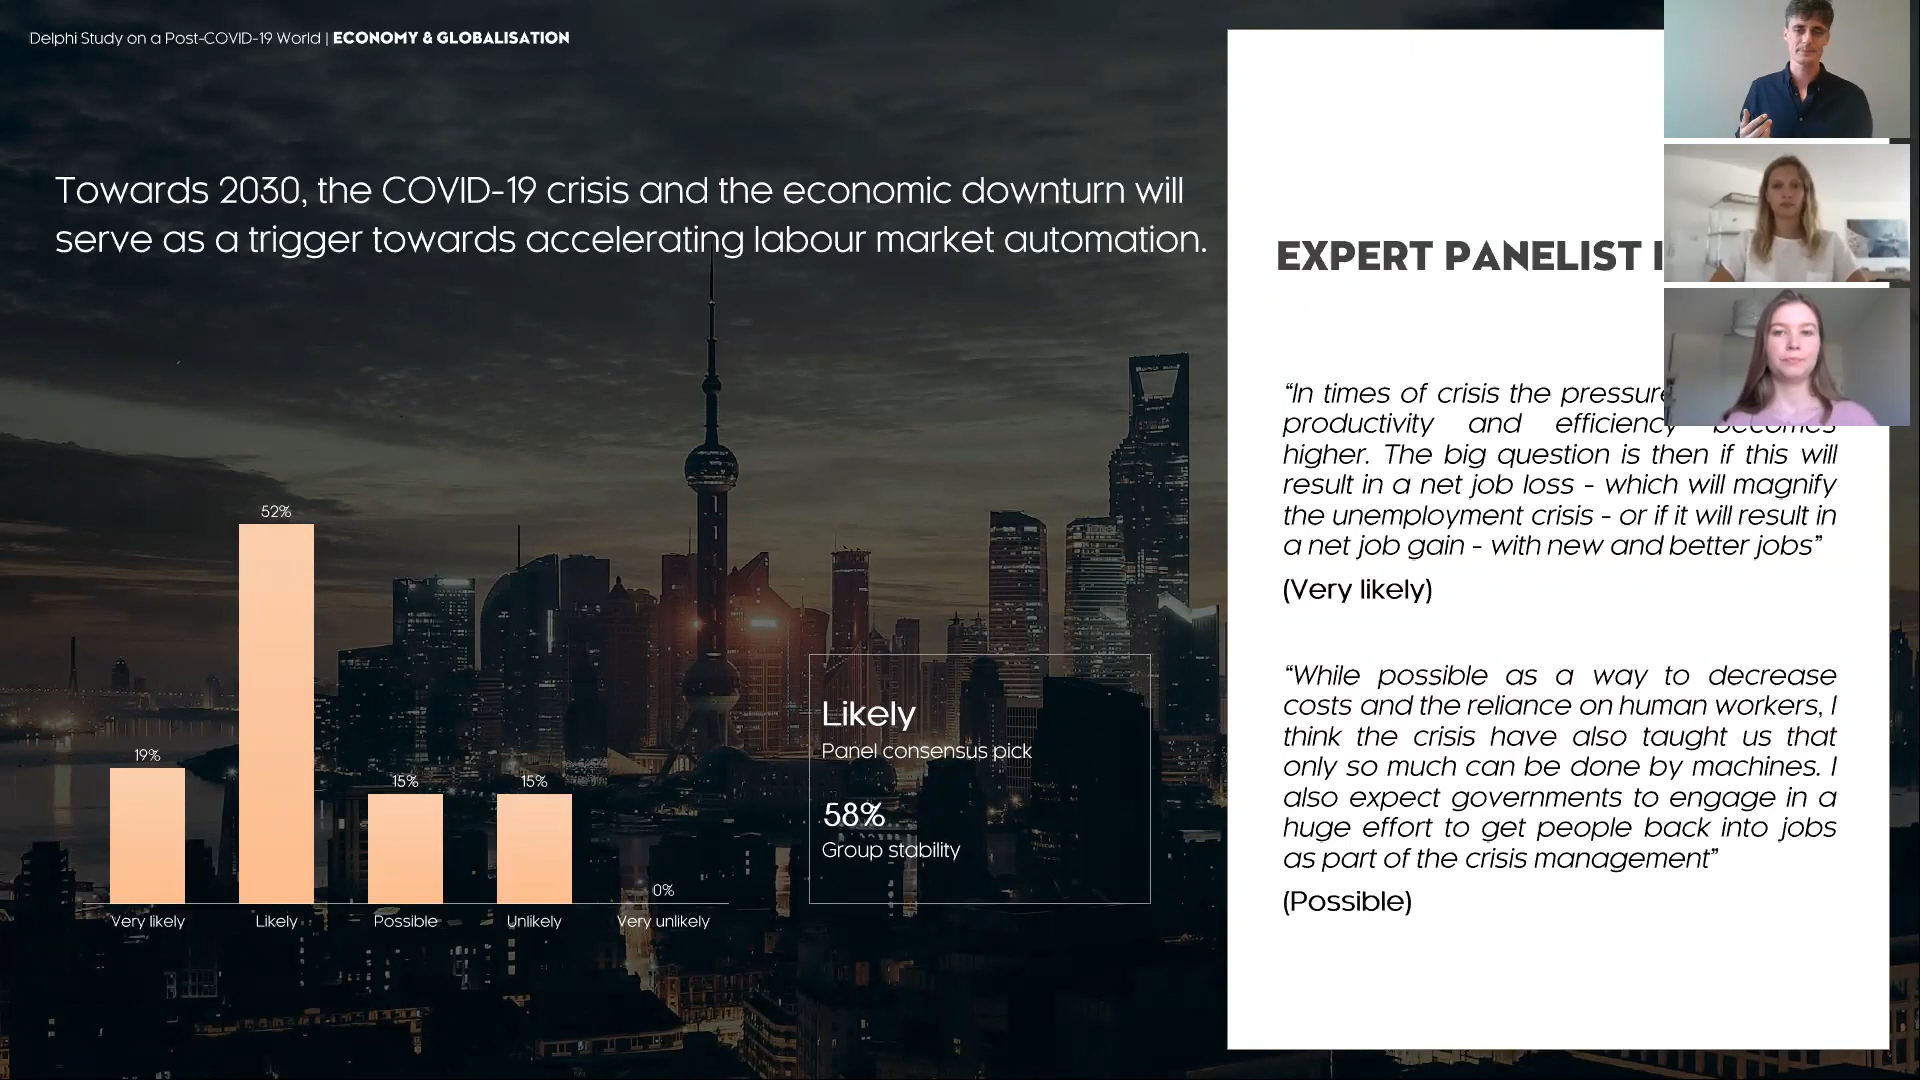 Delphi Study on a Post-COVID-19 World | ECONOMY & GLOBALISATION
Towards 2030, the COVID-19 crisis and the economic downturn will
serve as a trigger towards accelerating labour market automation.
52%
19%
15%
15%
0%
Very likely
Likely
Possible
Unlikely
Very unlikely
Likely
Panel consensus pick
58%
Group stability
EXPERT PANELIST
“In times of crisis the pressure
productivity and efficiency becomes
higher. The big question is then if this will
result in a net job loss - which will magnify
the unemployment crisis - or if it will result in
a net job gain - with new and better jobs”
(Very likely)
“While possible as a way to decrease
costs and the reliance on human workers, I
think the crisis have also taught us that
only so much can be done by machines. I
also expect governments to engage in a
huge effort to get people back into jobs
as part of the crisis management”
(Possible)